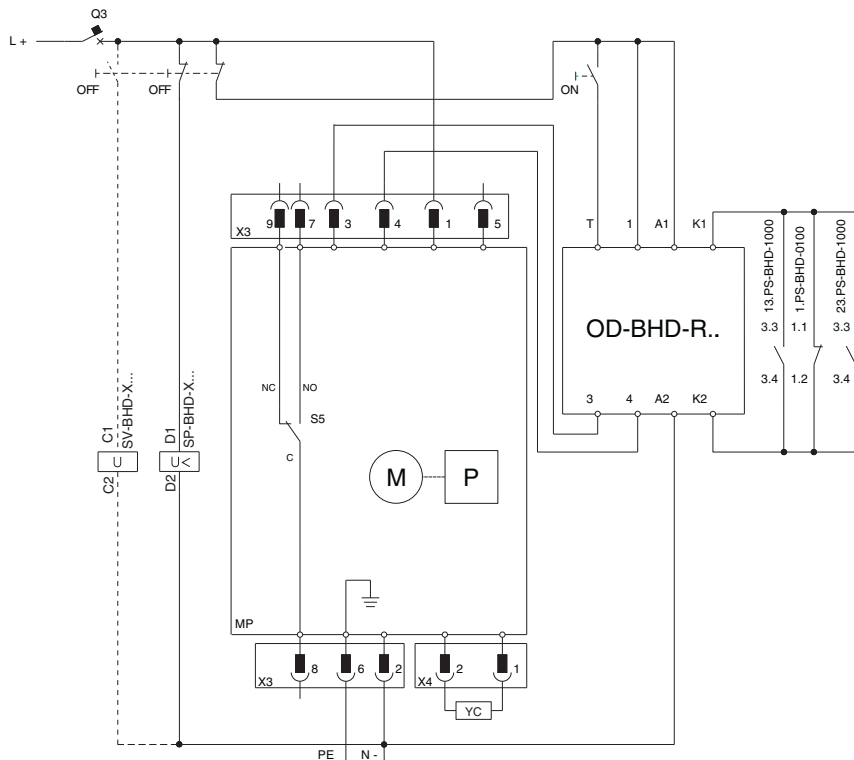 Q3
L +
OFF
OFF
ON
9
7
3
4
1
5
X3
T
1
A1
K1
13.PS-BHD-1000
1.PS-BHD-0100
23.PS-BHD-1000
OD-BHD-R..
3.3
1.1
3.3
3.4
1.2
3.4
3
4
A2
K2
NC
NO
S5
C
C1
SV-BHD-X...
D1
SP-BHD-X...
U
U<
C2
D2
M
P
MP
8
6
2
X3
2
1
X4
YC
PE
N -